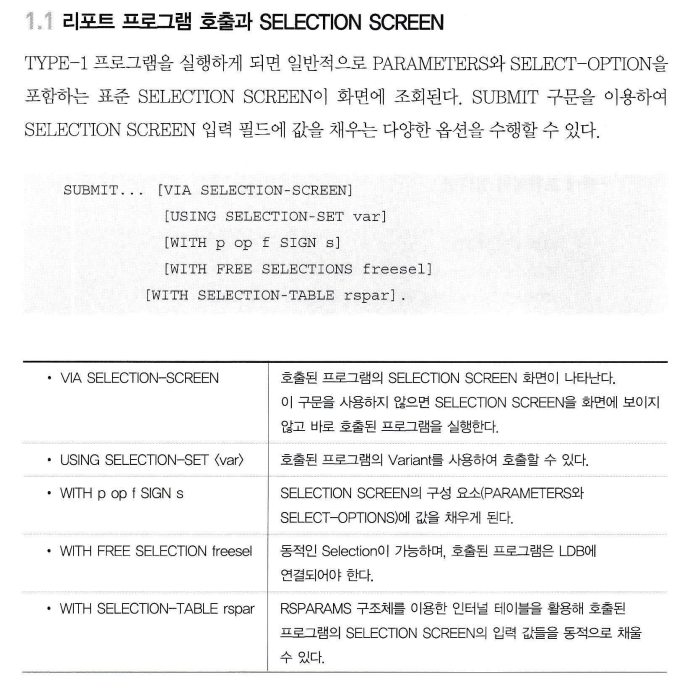 1.1 리포트 프로그램 호출과 SELECTION SCREEN
TYPE-1 프로그램을 실행하게 되면 일반적으로 PARAMETERS와 SELECT-OPTION을
포함하는 표준 SELECTION SCREEN이 화면에 조회된다. SUBMIT 구문을 이용하여
SELECTION SCREEN 입력 필드에 값을 채우는 다양한 옵션을 수행할 수 있다.
SUBMIT... [VIA SELECTION-SCREEN]
[USING SELECTION-SET var]
[WITH p op f SIGN s]
[WITH FREE SELECTIONS freesel]
[WITH SELECTION-TABLE rspar].
• VIA SELECTION-SCREEN
호출된 프로그램의 SELECTION SCREEN 화면이 나타난다.
이 구문을 사용하지 않으면 SELECTION SCREEN을 화면에 보이지
않고 바로 호출된 프로그램을 실행한다.
• USING SELECTION-SET 〈var〉
호출된 프로그램의 Variant를 사용하여 호출할 수 있다.
• WITH p op f SIGN s
SELECTION SCREEN의 구성 요소(PARAMETERS와
SELECT-OPTIONS)에 값을 채우게 된다.
• WITH FREE SELECTION freesel
동적인 Selection이 가능하며, 호출된 프로그램은 LDB에
연결되어야 한다.
• WITH SELECTION-TABLE rspar
RSPARAMS 구조체를 이용한 인터널 테이블을 활용해 호출된
프로그램의 SELECTION SCREEN의 입력 값들을 동적으로 채울
수 있다.